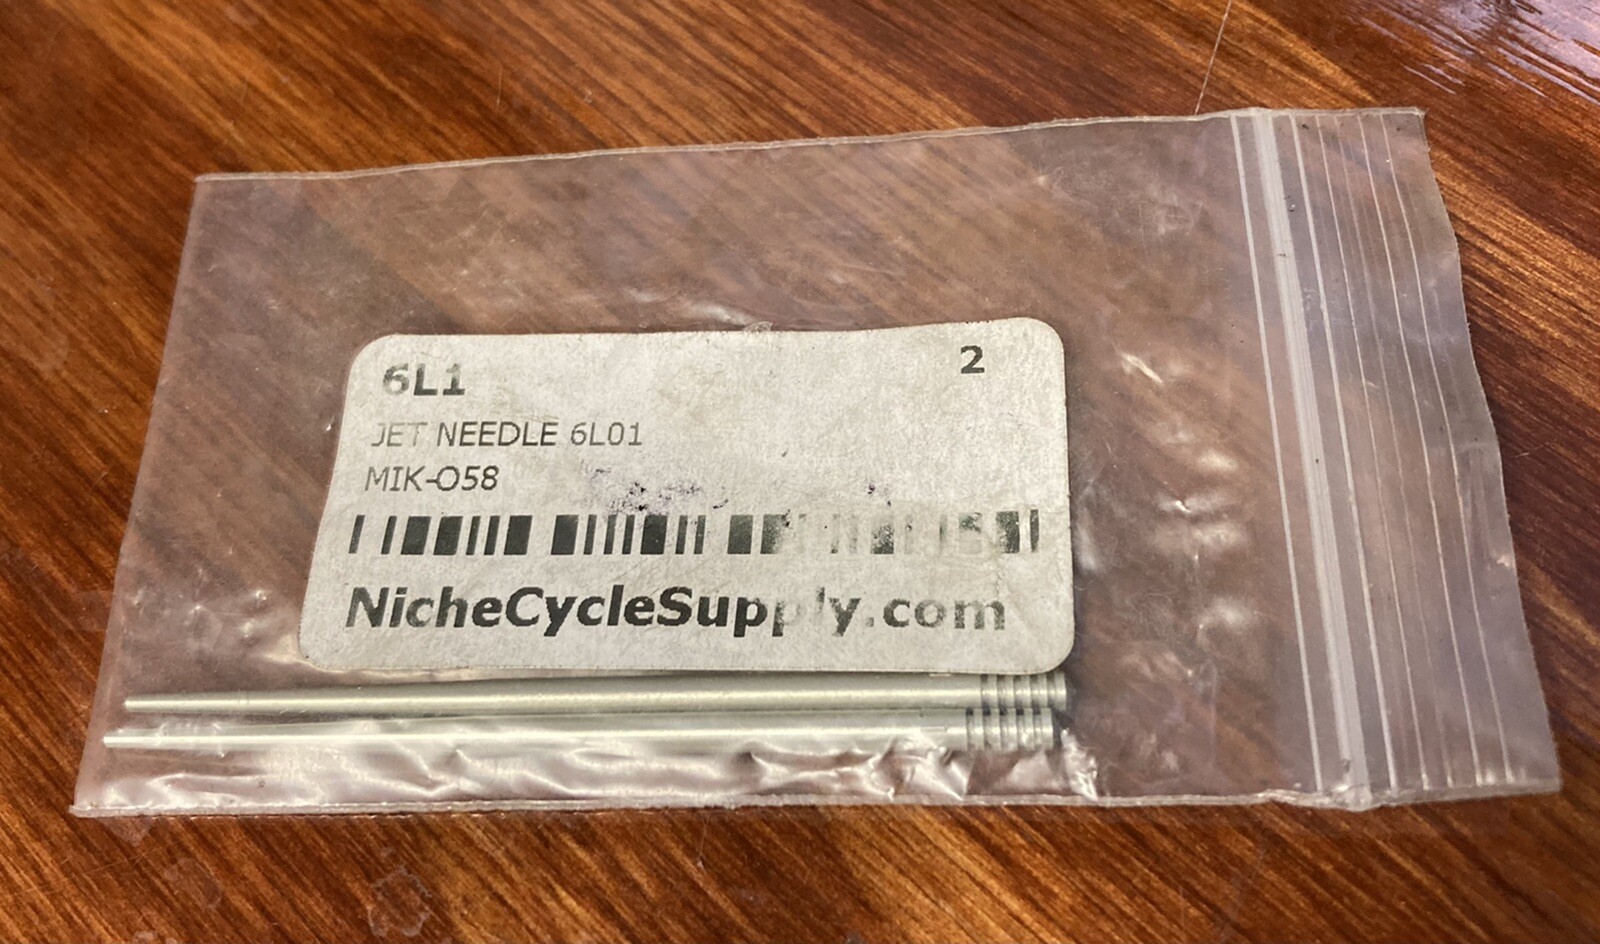 6L1 2
JET NEEDLE 6L01
MIK-O58
NicheCycleSupply.com